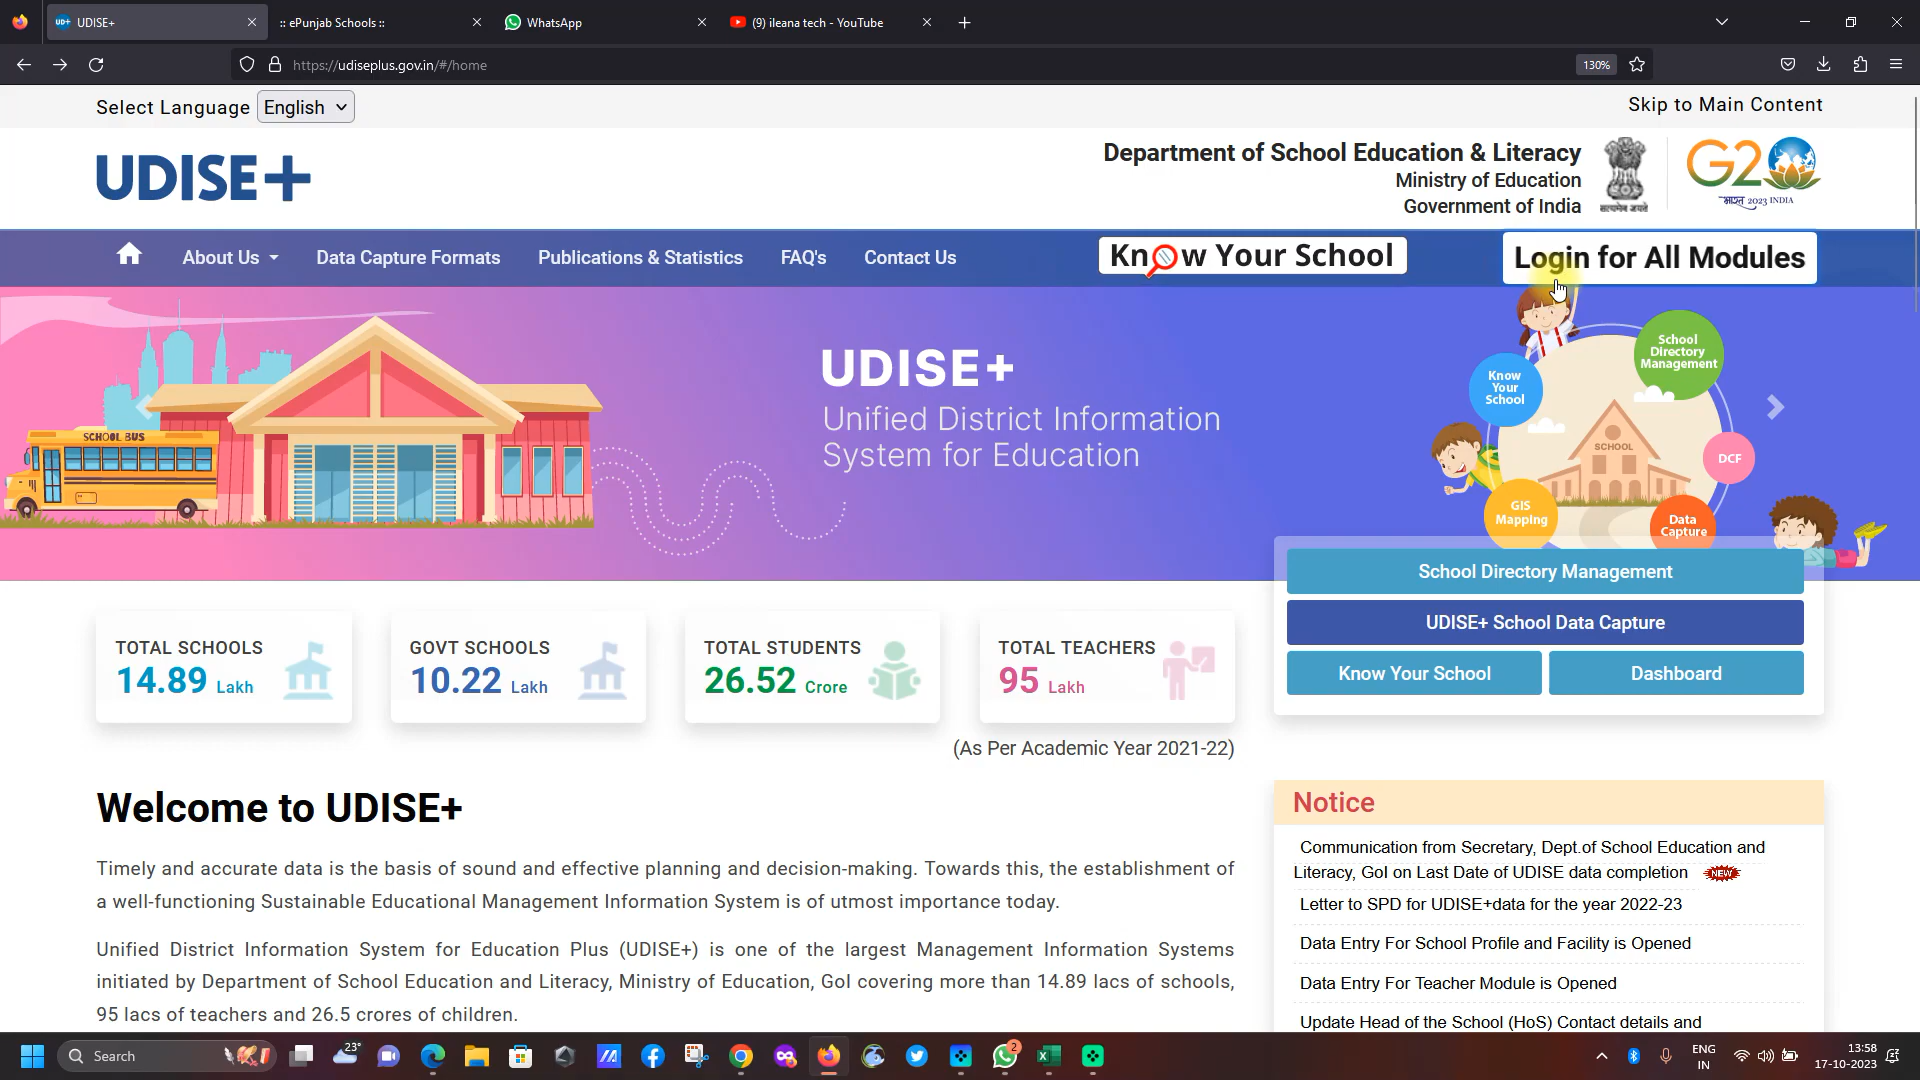 UDISE+
:: ePunjab Schools ::
WhatsApp
(9) ileana tech - YouTube
https://udiseplus.gov.in/#/home
130%
Select Language English
Skip to Main Content
UDISE+
Department of School Education & Literacy
Ministry of Education
Government of India
सत्यमेव जयते
G20
भारत 2023 INDIA
About Us
Data Capture Formats
Publications & Statistics
FAQ's
Contact Us
Know Your School
Login for All Modules
SCHOOL BUS
UDISE+
Unified District Information
System for Education
School
Directory
Management
Know
Your
School
SCHOOL
DCF
GIS
Mapping
Data
Capture
School Directory Management
UDISE+ School Data Capture
Know Your School
Dashboard
TOTAL SCHOOLS
14.89 Lakh
GOVT SCHOOLS
10.22 Lakh
TOTAL STUDENTS
26.52 Crore
TOTAL TEACHERS
95 Lakh
(As Per Academic Year 2021-22)
Welcome to UDISE+
Timely and accurate data is the basis of sound and effective planning and decision-making. Towards this, the establishment of
a well-functioning Sustainable Educational Management Information System is of utmost importance today.
Unified District Information System for Education Plus (UDISE+) is one of the largest Management Information Systems
initiated by Department of School Education and Literacy, Ministry of Education, GoI covering more than 14.89 lacs of schools,
95 lacs of teachers and 26.5 crores of children.
Notice
Communication from Secretary, Dept.of School Education and
Literacy, GoI on Last Date of UDISE data completion NEW
Letter to SPD for UDISE+data for the year 2022-23
Data Entry For School Profile and Facility is Opened
Data Entry For Teacher Module is Opened
Update Head of the School (HoS) Contact details and
Search
23°
2
ENG
IN
13:58
17-10-2023